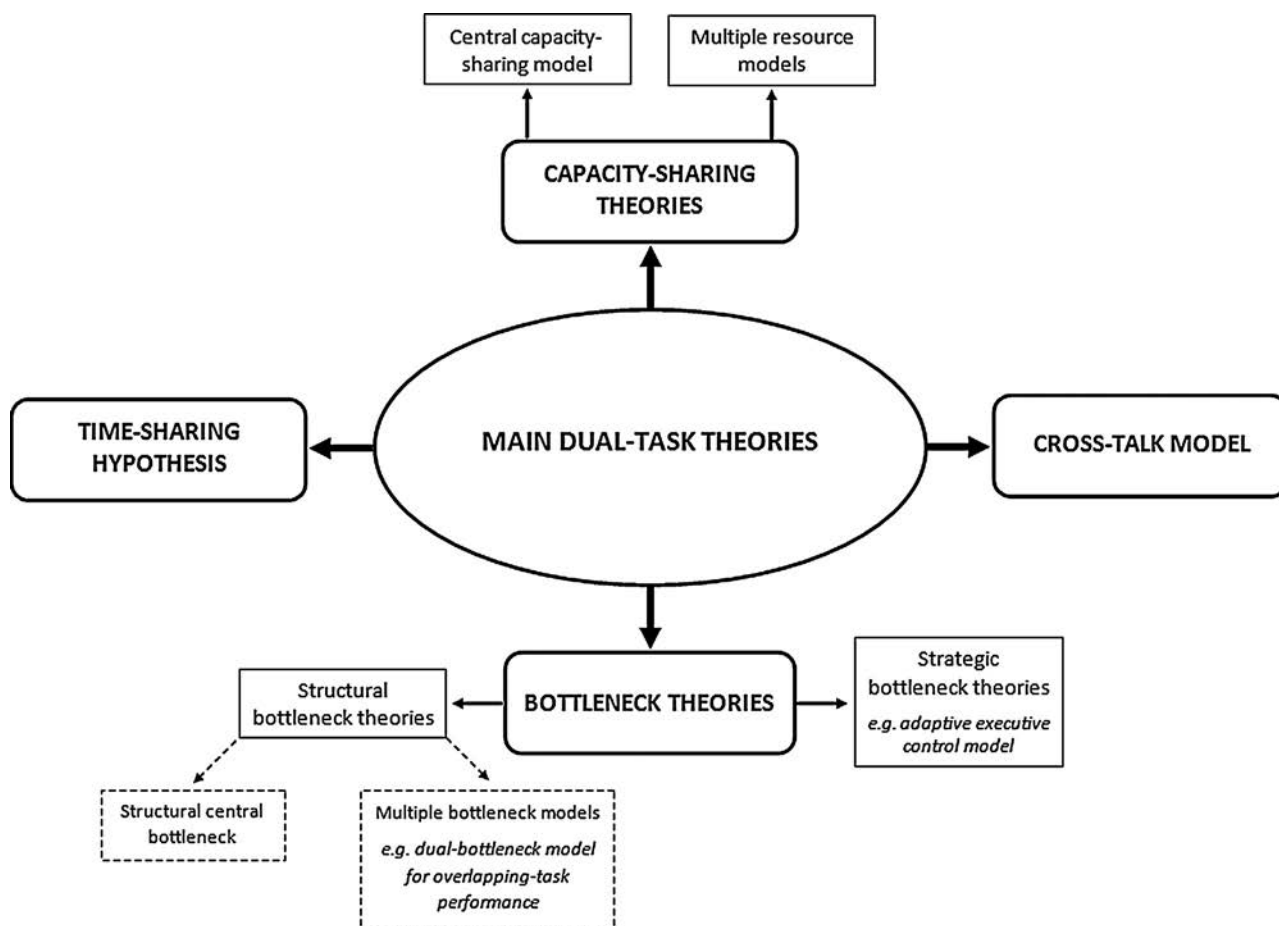 Central capacity-
sharing model
Multiple resource
models
CAPACITY-SHARING
THEORIES
TIME-SHARING
HYPOTHESIS
MAIN DUAL-TASK THEORIES
CROSS-TALK MODEL
Structural
bottleneck theories
BOTTLENECK THEORIES
Strategic
bottleneck theories
e.g. adaptive executive
control model
Structural central
bottleneck
Multiple bottleneck models
e.g. dual-bottleneck model
for overlapping-task
performance